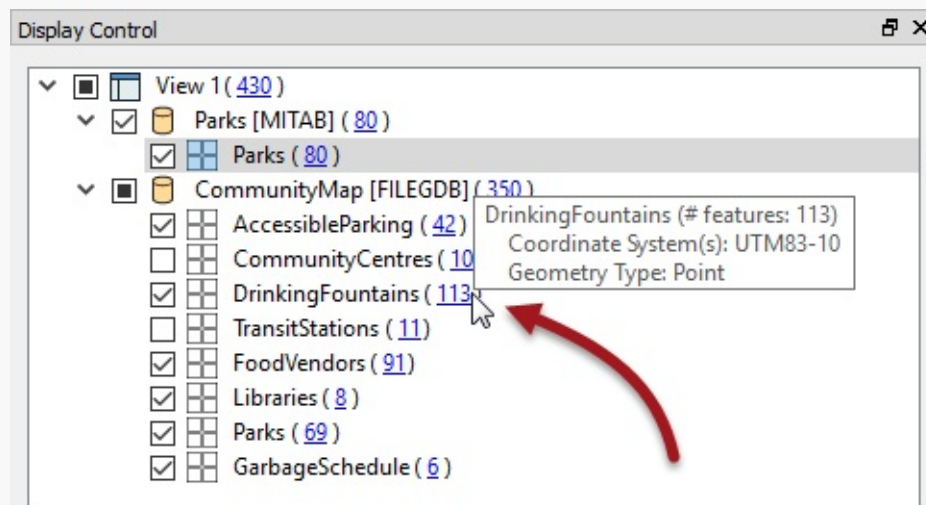 Display Control
View 1 ( 430 )
Parks [MITAB] ( 80 )
Parks ( 80 )
CommunityMap [FILEGDB] ( 350 )
DrinkingFountains (# features: 113)
Coordinate System(s): UTM83-10
Geometry Type: Point
AccessibleParking ( 42 )
CommunityCentres ( 10
DrinkingFountains ( 113 )
TransitStations ( 11)
FoodVendors ( 91)
Libraries ( 8 )
Parks ( 69 )
GarbageSchedule ( 6 )